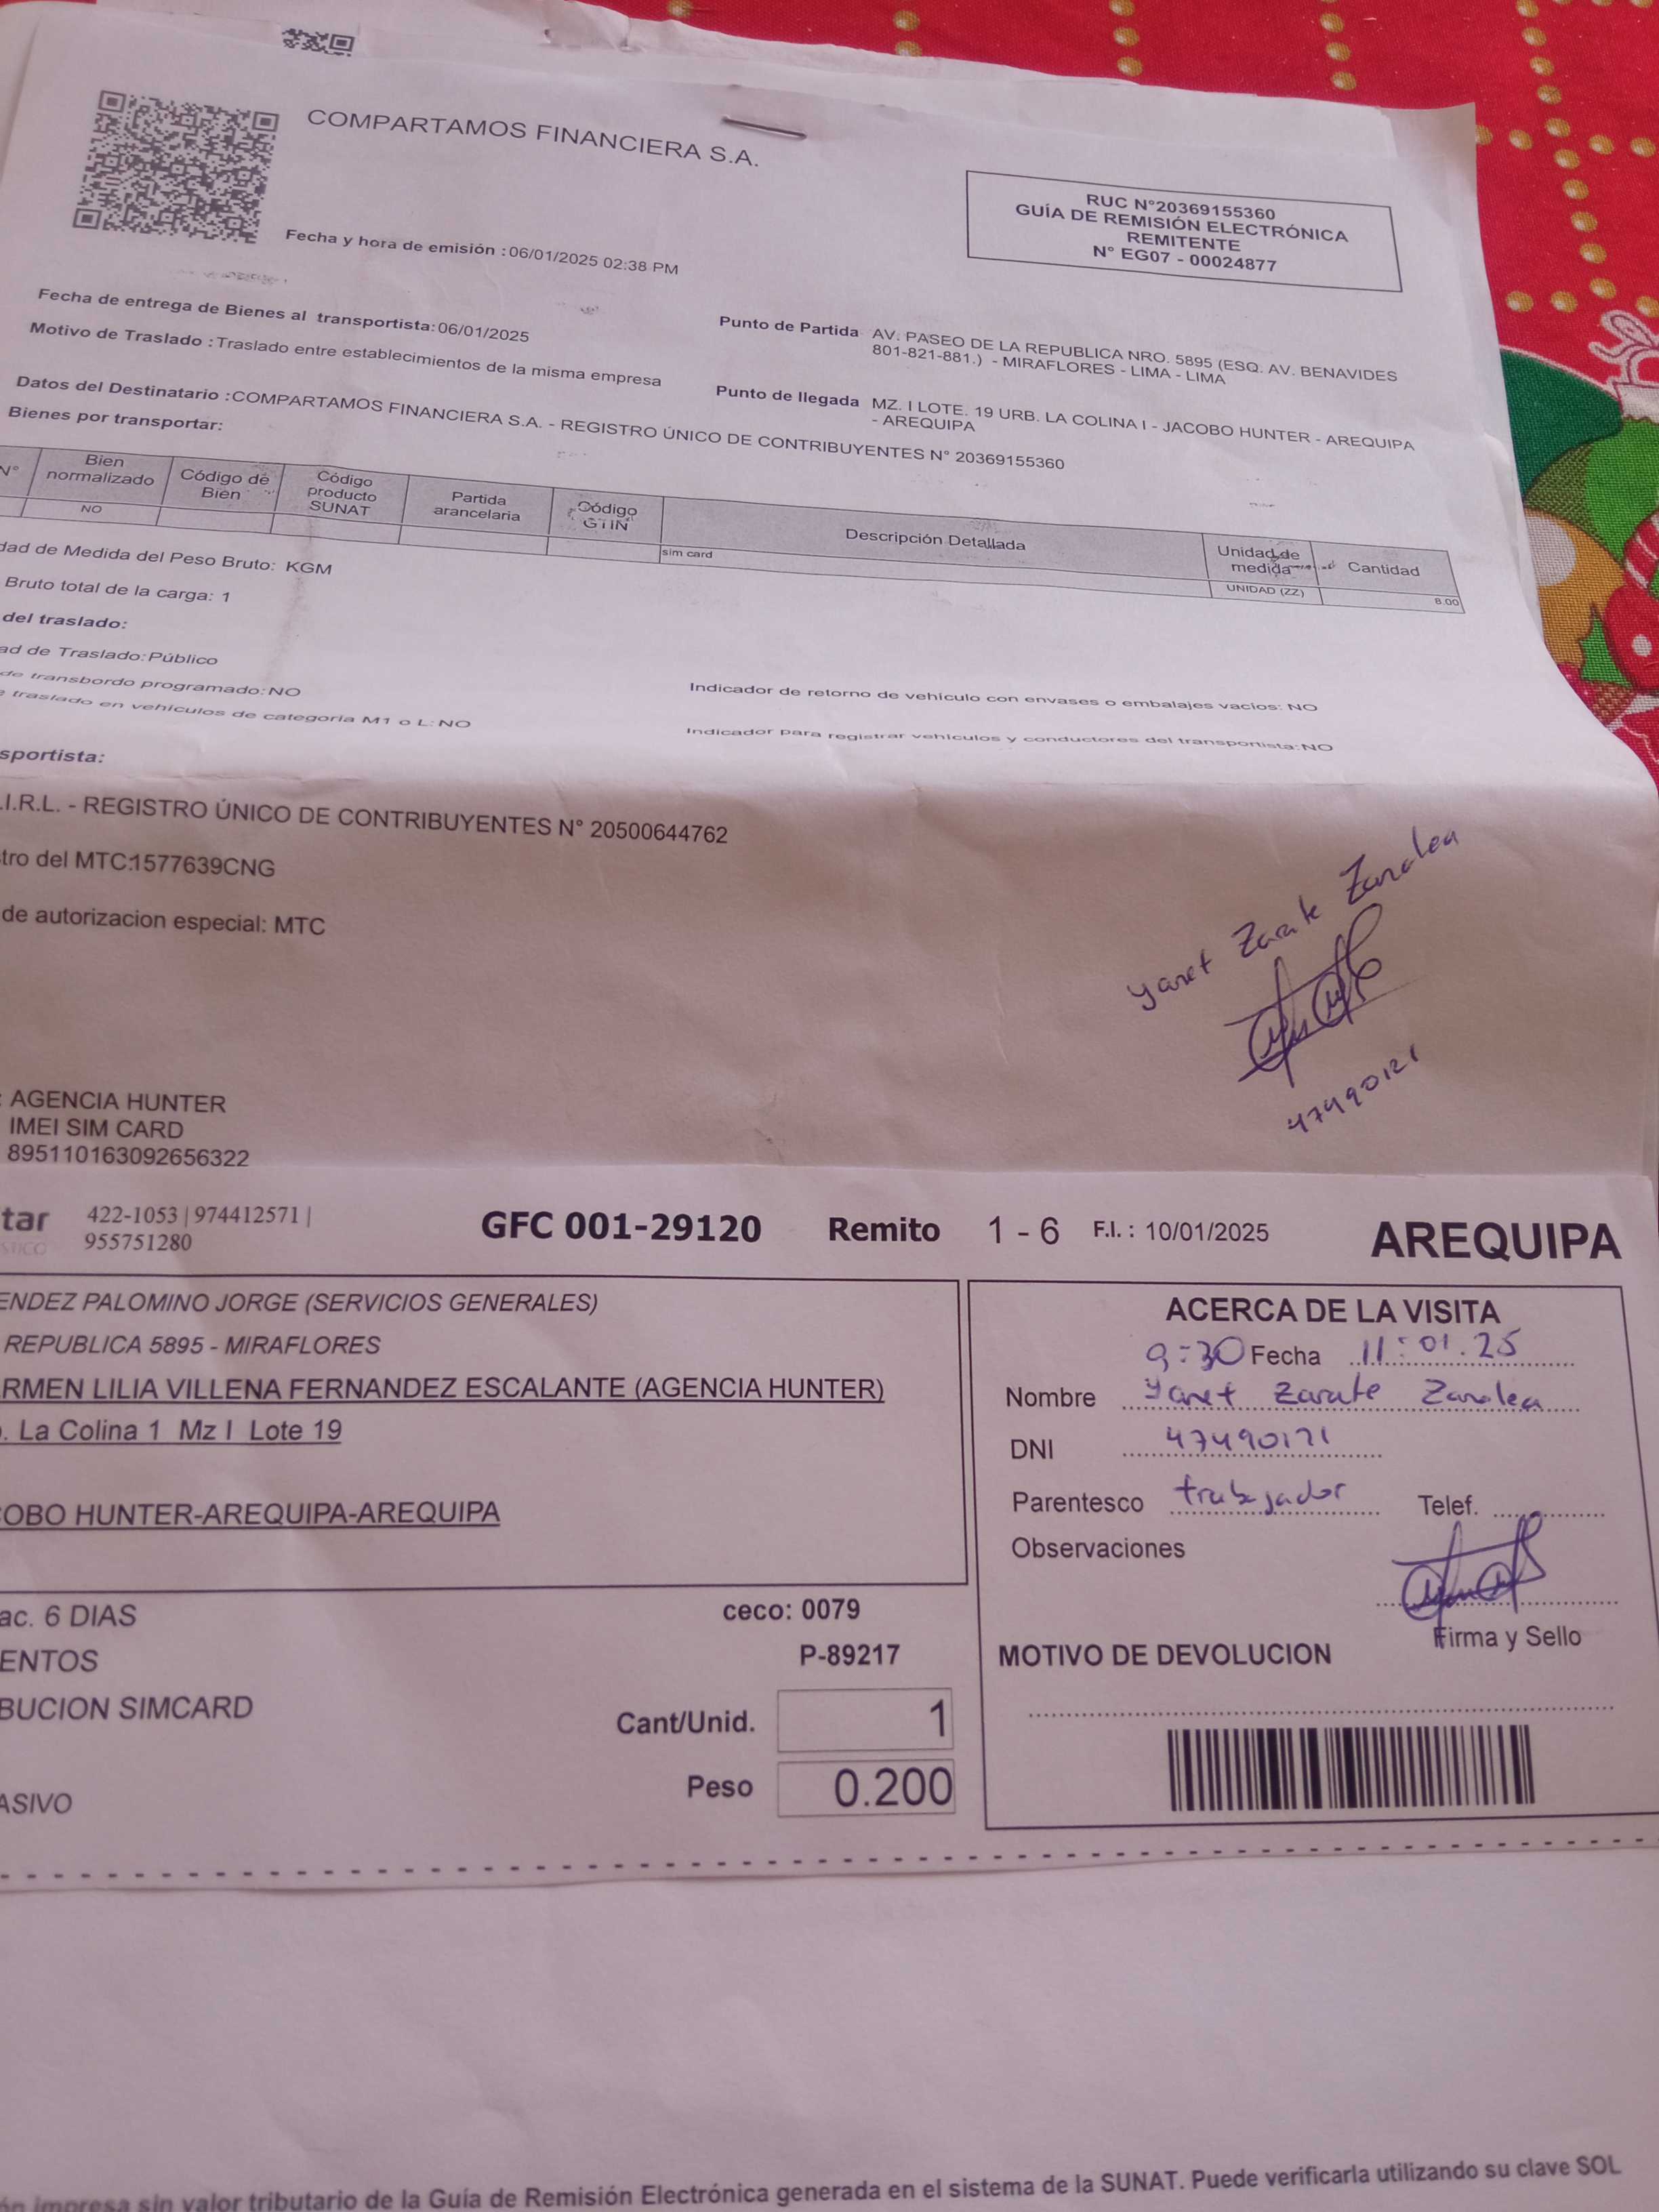 COMPARTAMOS FINANCIERA S.A.
RUC N°20369155360
GUÍA DE REMISIÓN ELECTRÓNICA
REMITENTE
N° EG07 - 00024877
Fecha y hora de emisión : 06/01/2025 02:38 PM
Fecha de entrega de Bienes al transportista: 06/01/2025
Motivo de Traslado : Traslado entre establecimientos de la misma empresa
Punto de Partida AV. PASEO DE LA REPUBLICA NRO. 5895 (ESQ. AV. BENAVIDES
801-821-881.) - MIRAFLORES - LIMA - LIMA
Punto de llegada MZ. I LOTE. 19 URB. LA COLINA I - JACOBO HUNTER - AREQUIPA
- AREQUIPA
Datos del Destinatario : COMPARTAMOS FINANCIERA S.A. - REGISTRO ÚNICO DE CONTRIBUYENTES N° 20369155360
Bienes por transportar:
N° Bien normalizado Código de Bien Código producto SUNAT Partida arancelaria Código GTIN Descripción Detallada Unidad de medida Cantidad
NO sim card UNIDAD (ZZ) 8.00
dad de Medida del Peso Bruto: KGM
Bruto total de la carga: 1
del traslado:
ad de Traslado: Público
de transbordo programado: NO
e traslado en vehículos de categoría M1 o L: NO
Indicador de retorno de vehículo con envases o embalajes vacíos: NO
Indicador para registrar vehículos y conductores del transportista: NO
sportista:
.I.R.L. - REGISTRO ÚNICO DE CONTRIBUYENTES N° 20500644762
tro del MTC:1577639CNG
de autorizacion especial: MTC
Yanet Zarate Zanalea
47490121
: AGENCIA HUNTER
IMEI SIM CARD
895110163092656322
tar
STICO
422-1053 | 974412571 |
955751280
GFC 001-29120 Remito 1 - 6 F.I. : 10/01/2025 AREQUIPA
ENDEZ PALOMINO JORGE (SERVICIOS GENERALES)
REPUBLICA 5895 - MIRAFLORES
RMEN LILIA VILLENA FERNANDEZ ESCALANTE (AGENCIA HUNTER)
. La Colina 1 Mz I Lote 19
OBO HUNTER-AREQUIPA-AREQUIPA
ac. 6 DIAS
ceco: 0079
ENTOS
P-89217
BUCION SIMCARD
Cant/Unid. 1
Peso 0.200
ASIVO
ACERCA DE LA VISITA
9:30 Fecha 11.01.25
Nombre Yanet Zarate Zanalea
DNI 47490121
Parentesco trabajador Telef.
Observaciones
Firma y Sello
MOTIVO DE DEVOLUCION
ón impresa sin valor tributario de la Guía de Remisión Electrónica generada en el sistema de la SUNAT. Puede verificarla utilizando su clave SOL